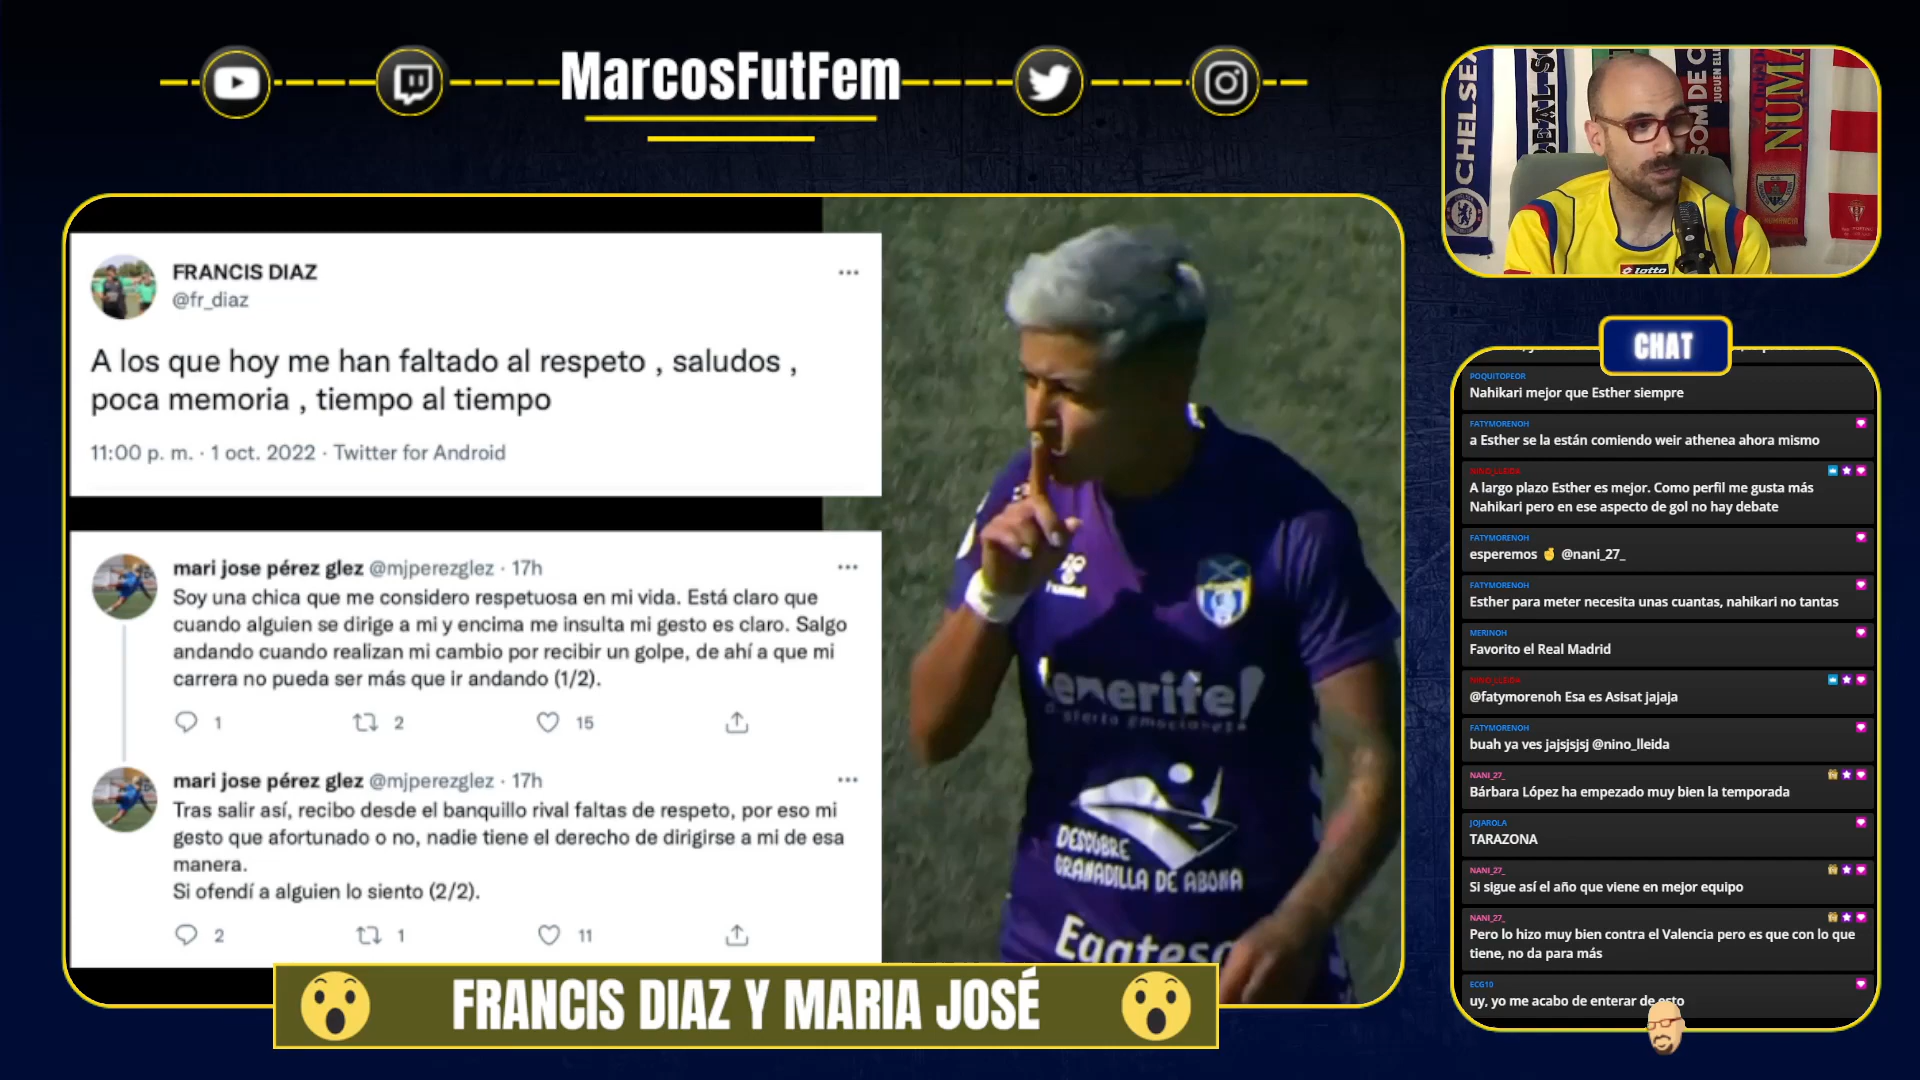 MarcosFutFem
FRANCIS DIAZ
@fr_diaz
A los que hoy me han faltado al respeto , saludos ,
poca memoria , tiempo al tiempo
11:00 p. m. · 1 oct. 2022 · Twitter for Android
mari jose pérez glez @mjperezglez · 17h
Soy una chica que me considero respetuosa en mi vida. Está claro que
cuando alguien se dirige a mi y encima me insulta mi gesto es claro. Salgo
andando cuando realizan mi cambio por recibir un golpe, de ahí a que mi
carrera no pueda ser más que ir andando (1/2).
1 2 15
mari jose pérez glez @mjperezglez · 17h
Tras salir así, recibo desde el banquillo rival faltas de respeto, por eso mi
gesto que afortunado o no, nadie tiene el derecho de dirigirse a mi de esa
manera.
Si ofendí a alguien lo siento (2/2).
2 1 11
tenerife!
DESCUBRE
GRANADILLA DE ABONA
Egatesa
FRANCIS DIAZ Y MARIA JOSÉ
CHELSEA
SOM DE C
JUGUEN ELL
NUMA
lotto
CHAT
POQUITOPEOR
Nahikari mejor que Esther siempre
FATYMORENOH
a Esther se la están comiendo weir athenea ahora mismo
NINO_LLEIDA
A largo plazo Esther es mejor. Como perfil me gusta más
Nahikari pero en ese aspecto de gol no hay debate
FATYMORENOH
esperemos ✌ @nani_27_
FATYMORENOH
Esther para meter necesita unas cuantas, nahikari no tantas
MERINOH
Favorito el Real Madrid
NINO_LLEIDA
@fatymorenoh Esa es Asisat jajaja
FATYMORENOH
buah ya ves jajsjsjsj @nino_lleida
NANI_27_
Bárbara López ha empezado muy bien la temporada
JOJAROLA
TARAZONA
NANI_27_
Si sigue así el año que viene en mejor equipo
NANI_27_
Pero lo hizo muy bien contra el Valencia pero es que con lo que
tiene, no da para más
ECG10
uy, yo me acabo de enterar de esto